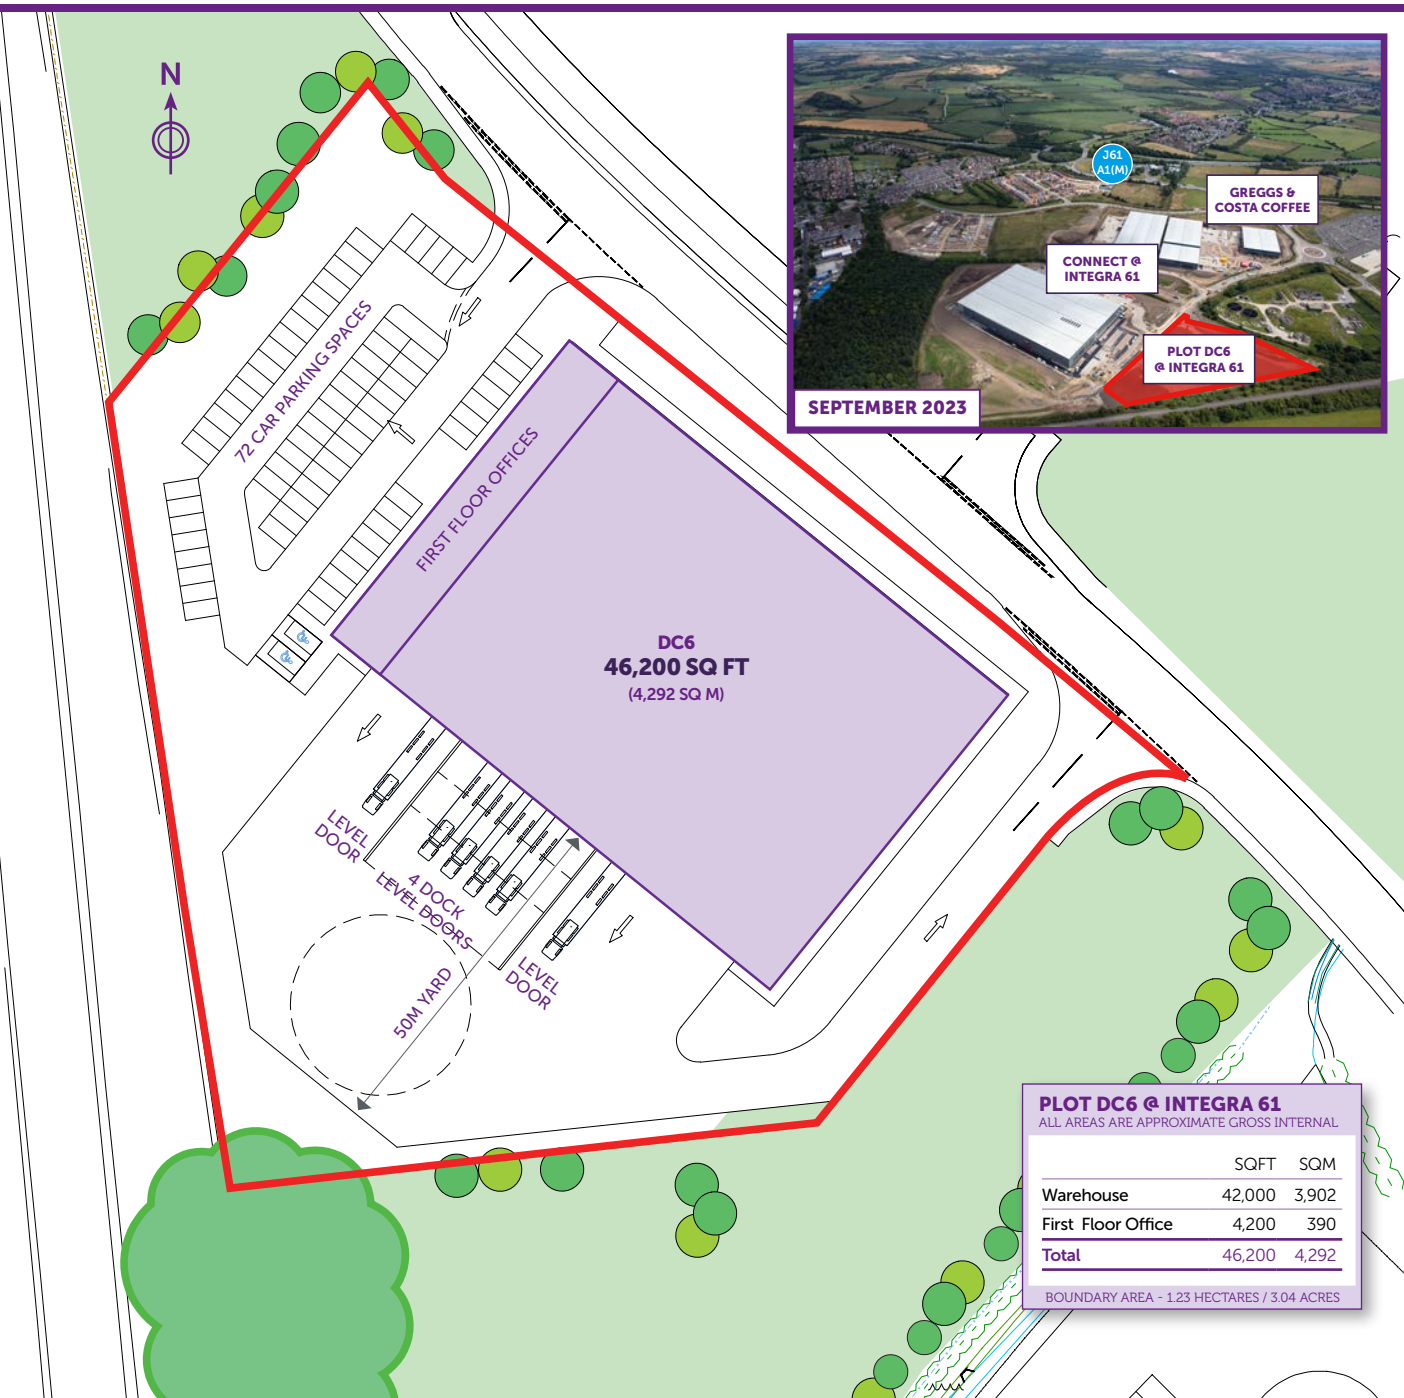 N
J61
A1(M)
GREGGS &
COSTA COFFEE
CONNECT @
INTEGRA 61
PLOT DC6
@ INTEGRA 61
SEPTEMBER 2023
72 CAR PARKING SPACES
FIRST FLOOR OFFICES
DC6
46,200 SQ FT
(4,292 SQ M)
LEVEL
DOOR
4 DOCK
LEVEL DOORS
LEVEL
DOOR
50M YARD
PLOT DC6 @ INTEGRA 61
ALL AREAS ARE APPROXIMATE GROSS INTERNAL
SQFT SQM
Warehouse 42,000 3,902
First Floor Office 4,200 390
Total 46,200 4,292
BOUNDARY AREA - 1.23 HECTARES / 3.04 ACRES